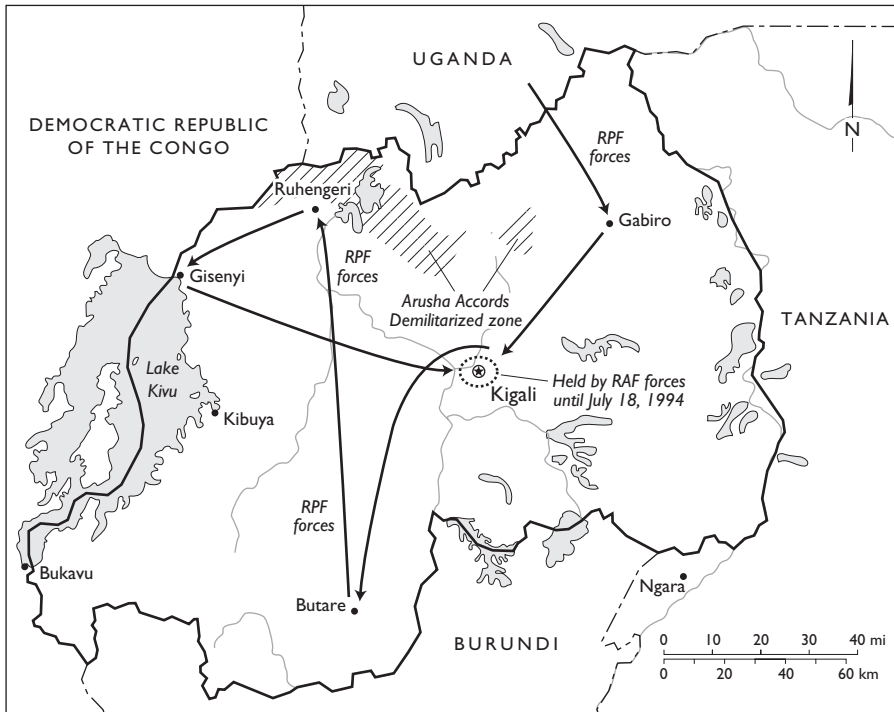 UGANDA
DEMOCRATIC REPUBLIC
OF THE CONGO
RPF
forces
N
Ruhengeri
Gabiro
RPF
forces
Gisenyi
Arusha Accords
Demilitarized zone
TANZANIA
Lake
Kivu
Held by RAF forces
until July 18, 1994
Kigali
Kibuya
RPF
forces
Bukavu
Ngara
Butare
BURUNDI
0 10 20 30 40 mi
0 20 40 60 km